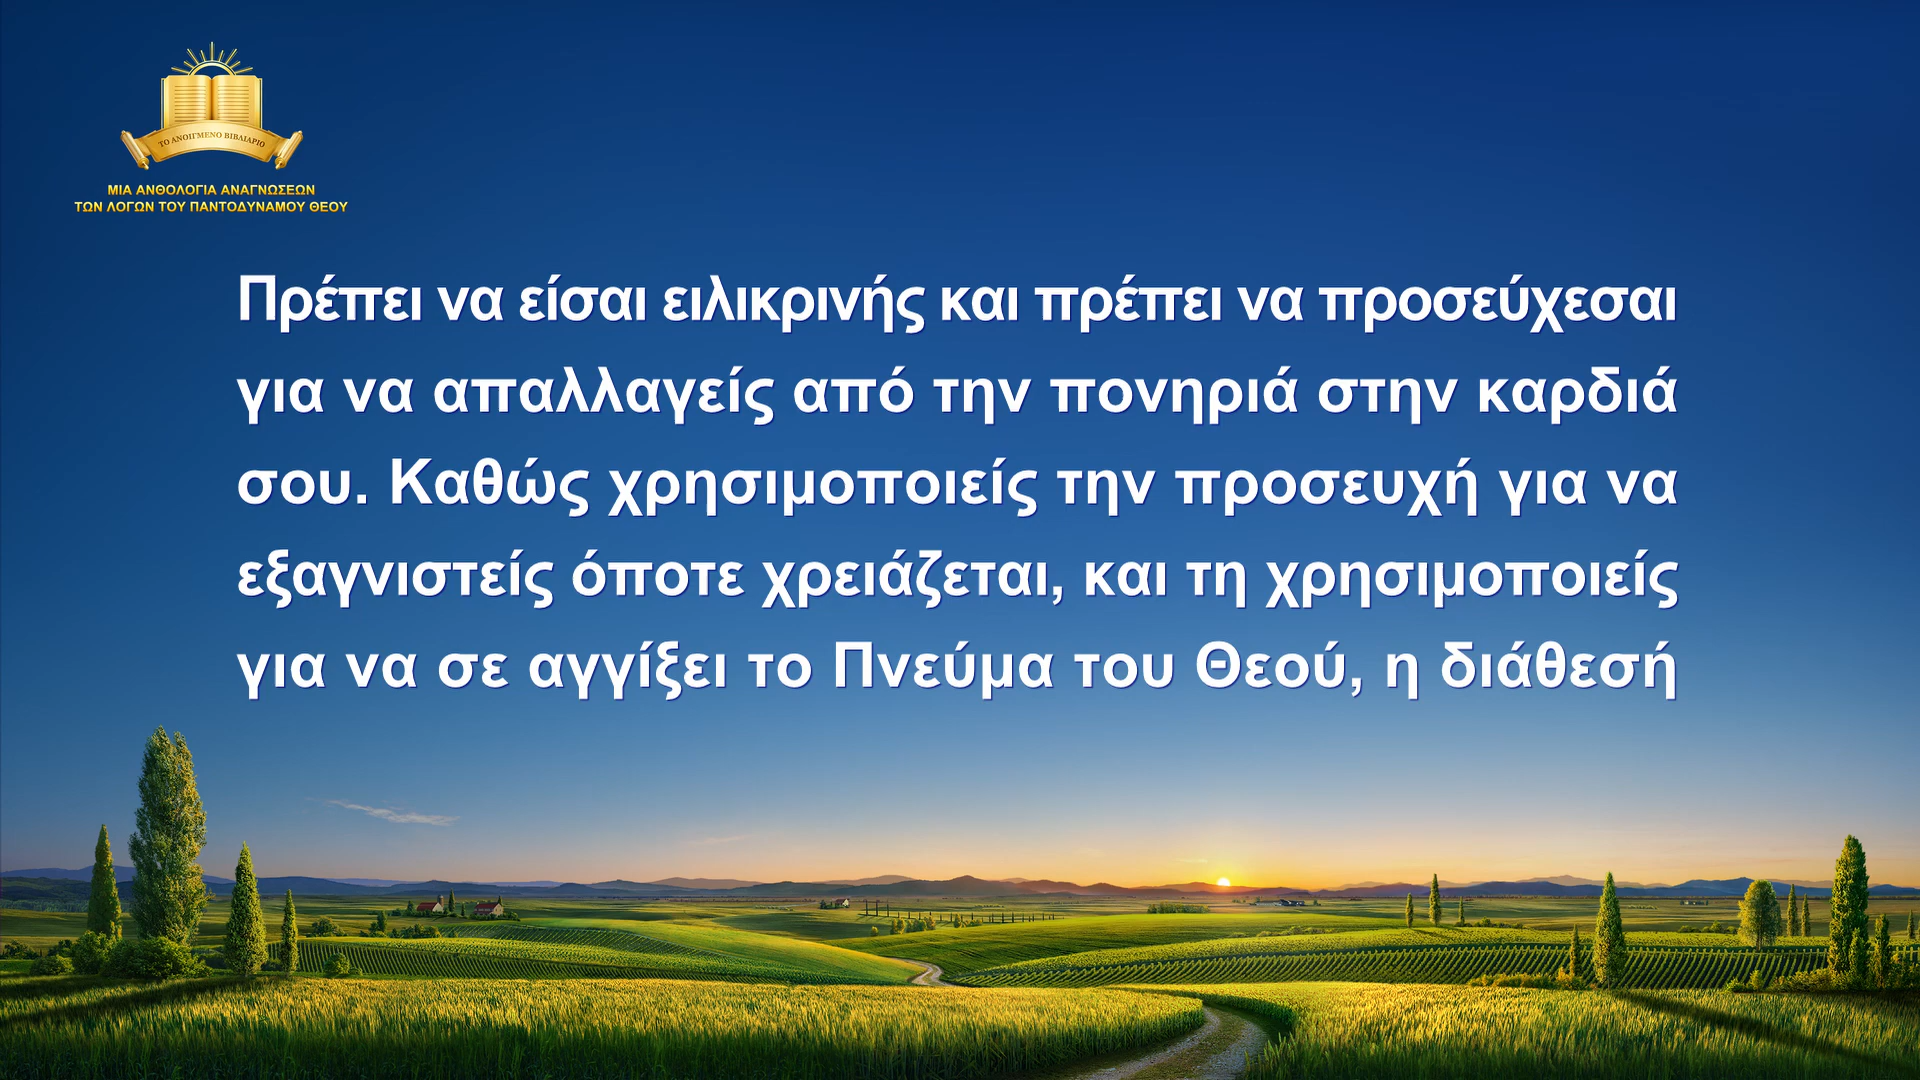 ΤΟ ΑΝΟΙΓΜΕΝΟ ΒΙΒΛΙΑΡΙΟ
ΜΙΑ ΑΝΘΟΛΟΓΙΑ ΑΝΑΓΝΩΣΕΩΝ
ΤΩΝ ΛΟΓΩΝ ΤΟΥ ΠΑΝΤΟΔΥΝΑΜΟΥ ΘΕΟΥ
Πρέπει να είσαι ειλικρινής και πρέπει να προσεύχεσαι
για να απαλλαγείς από την πονηριά στην καρδιά
σου. Καθώς χρησιμοποιείς την προσευχή για να
εξαγνιστείς όποτε χρειάζεται, και τη χρησιμοποιείς
για να σε αγγίξει το Πνεύμα του Θεού, η διάθεσή